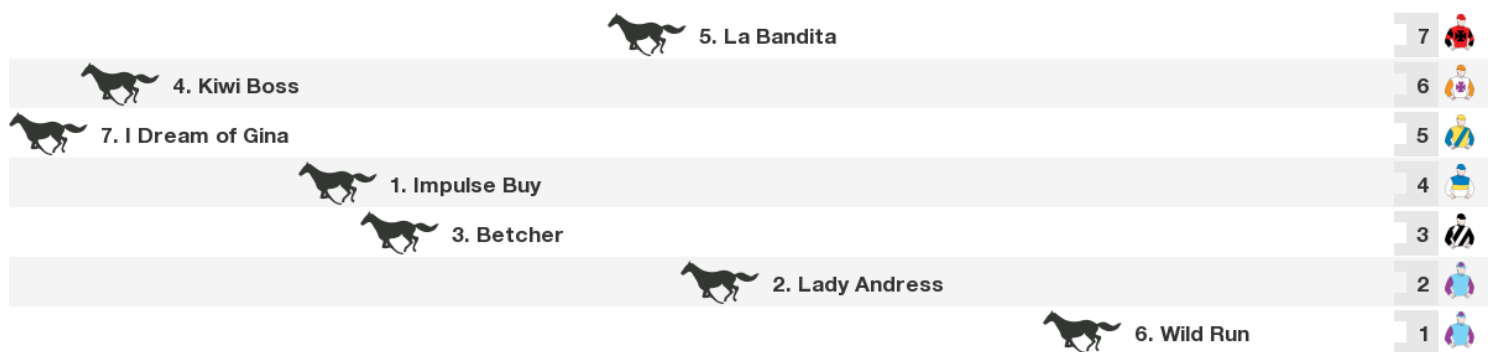 5. La Bandita 7
4. Kiwi Boss 6
7. I Dream of Gina 5
1. Impulse Buy 4
3. Betcher 3
2. Lady Andress 2
6. Wild Run 1